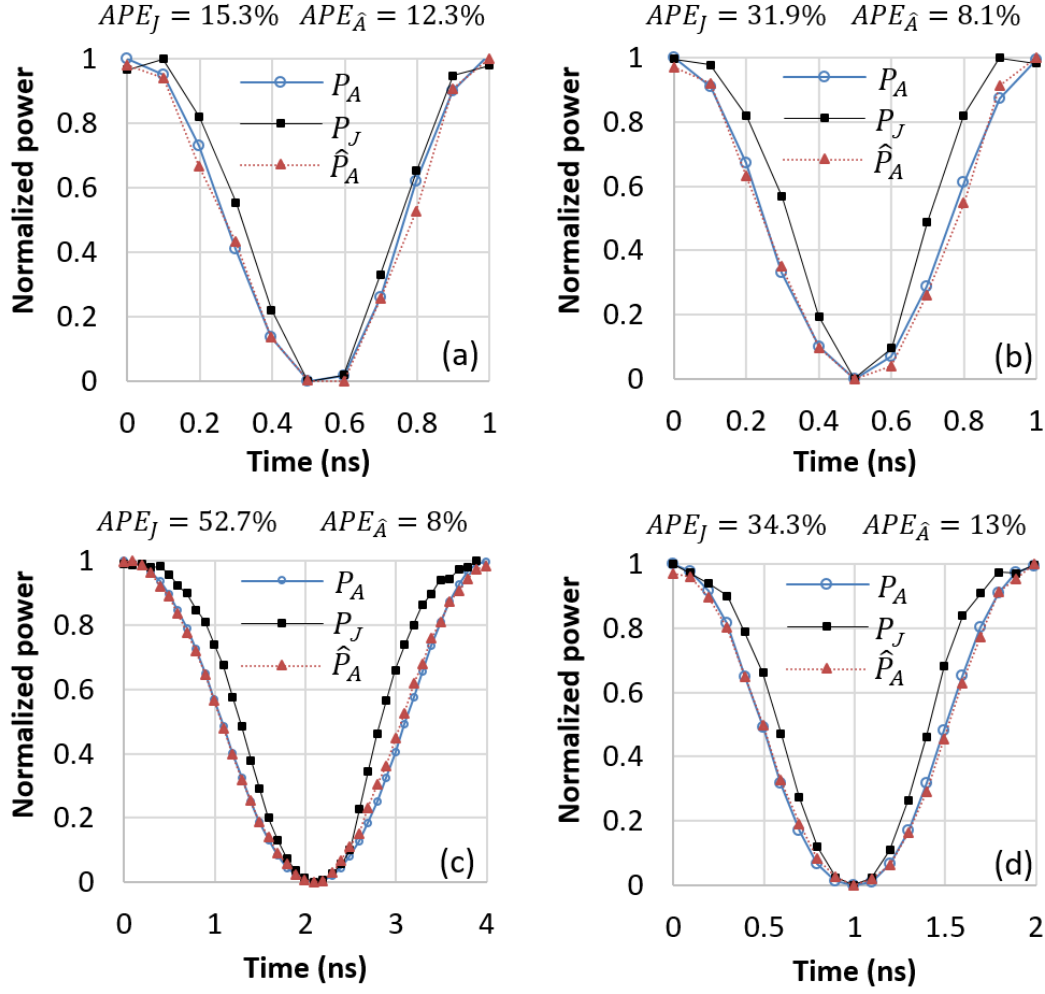 APE_J = 15.3% APE_Â = 12.3%
Normalized power
1
0.8
0.6
0.4
0.2
0
P_A
P_J
P̂_A
(a)
0 0.2 0.4 0.6 0.8 1
Time (ns)
APE_J = 31.9% APE_Â = 8.1%
Normalized power
1
0.8
0.6
0.4
0.2
0
P_A
P_J
P̂_A
(b)
0 0.2 0.4 0.6 0.8 1
Time (ns)
APE_J = 52.7% APE_Â = 8%
Normalized power
1
0.8
0.6
0.4
0.2
0
P_A
P_J
P̂_A
(c)
0 1 2 3 4
Time (ns)
APE_J = 34.3% APE_Â = 13%
Normalized power
1
0.8
0.6
0.4
0.2
0
P_A
P_J
P̂_A
(d)
0 0.5 1 1.5 2
Time (ns)